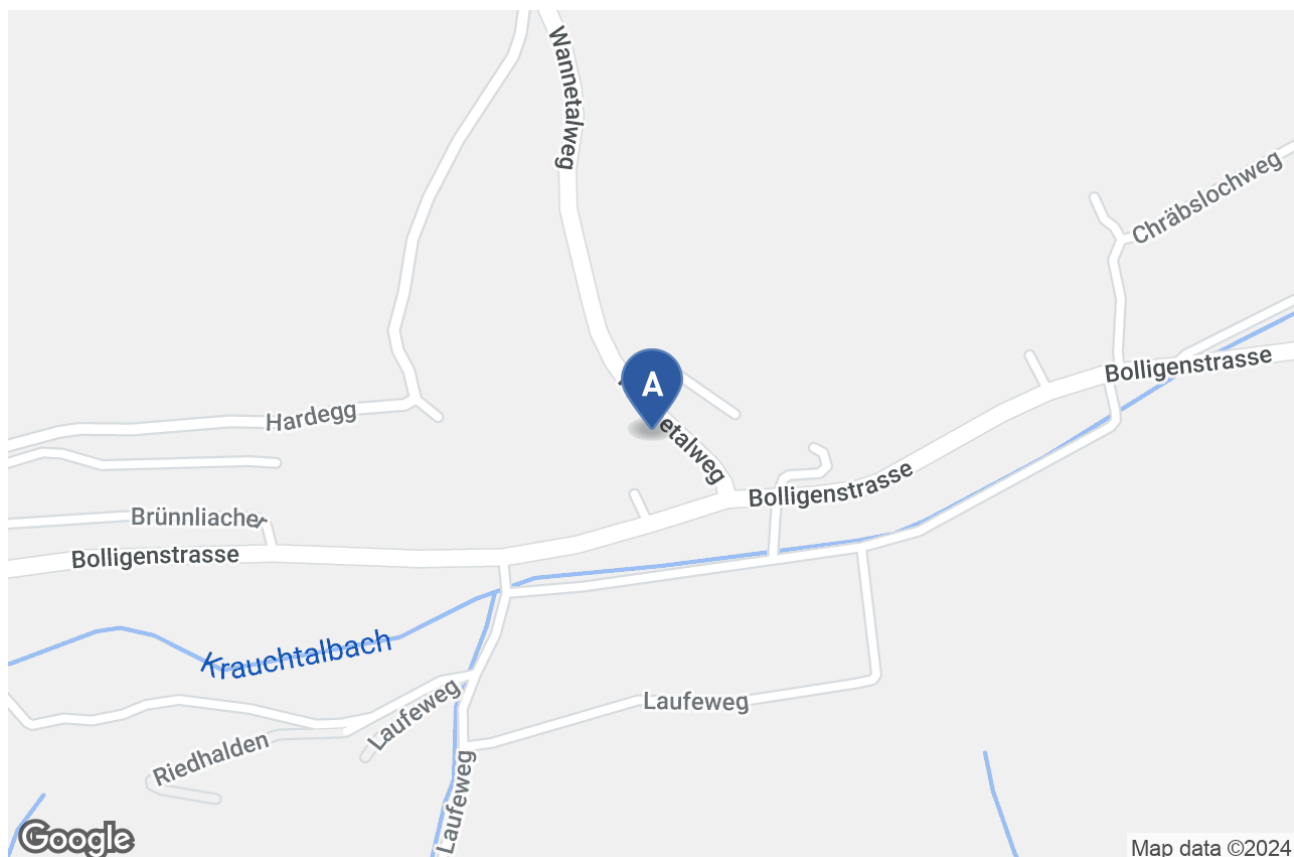 Wannetalweg
Chräbslochweg
Bolligenstrasse
A
Hardegg
etalweg
Bolligenstrasse
Brünnliacher
Bolligenstrasse
Krauchtalbach
Laufeweg
Laufeweg
Riedhalden
Laufeweg
Google
Map data ©2024